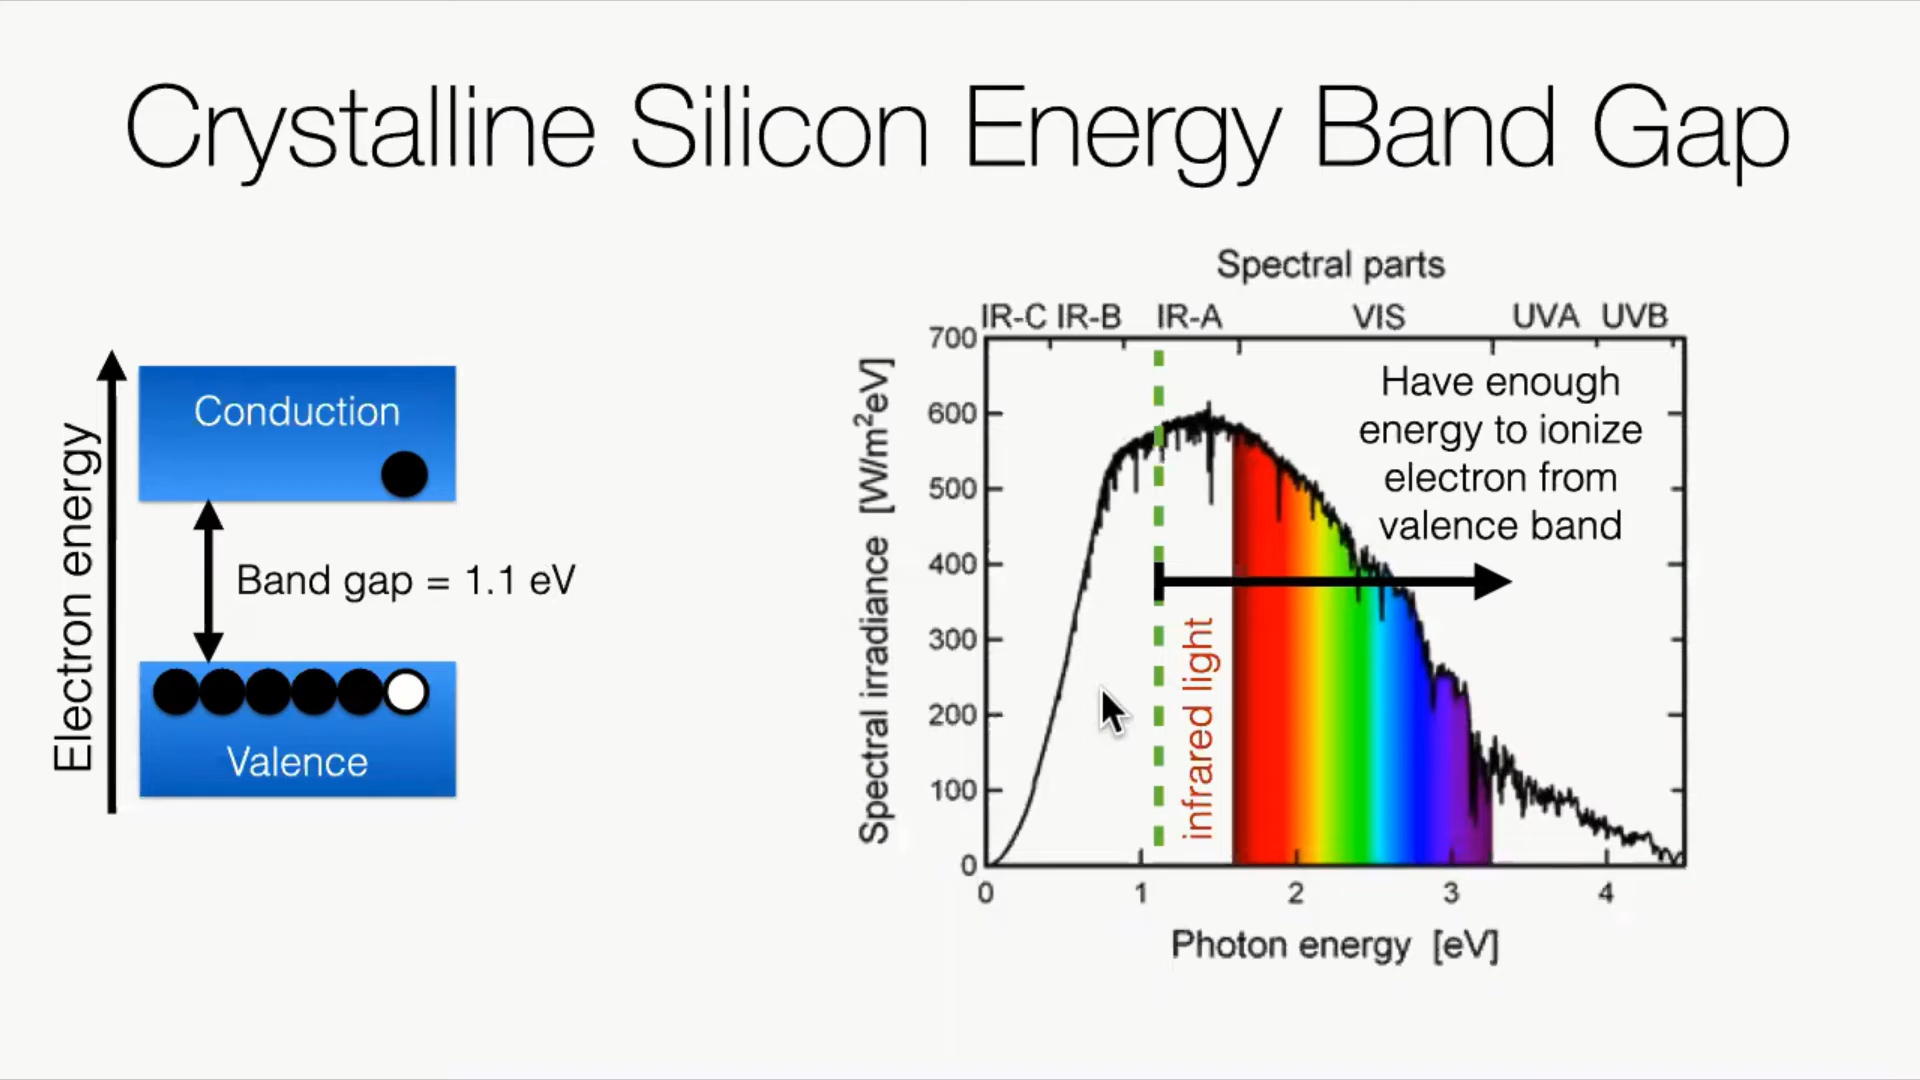 Crystalline Silicon Energy Band Gap
Electron energy
Conduction
Band gap = 1.1 eV
Valence
Spectral parts
IR-C IR-B IR-A VIS UVA UVB
Spectral irradiance [W/m²eV]
700
600
500
400
300
200
100
0
Have enough
energy to ionize
electron from
valence band
infrared light
0 1 2 3 4
Photon energy [eV]